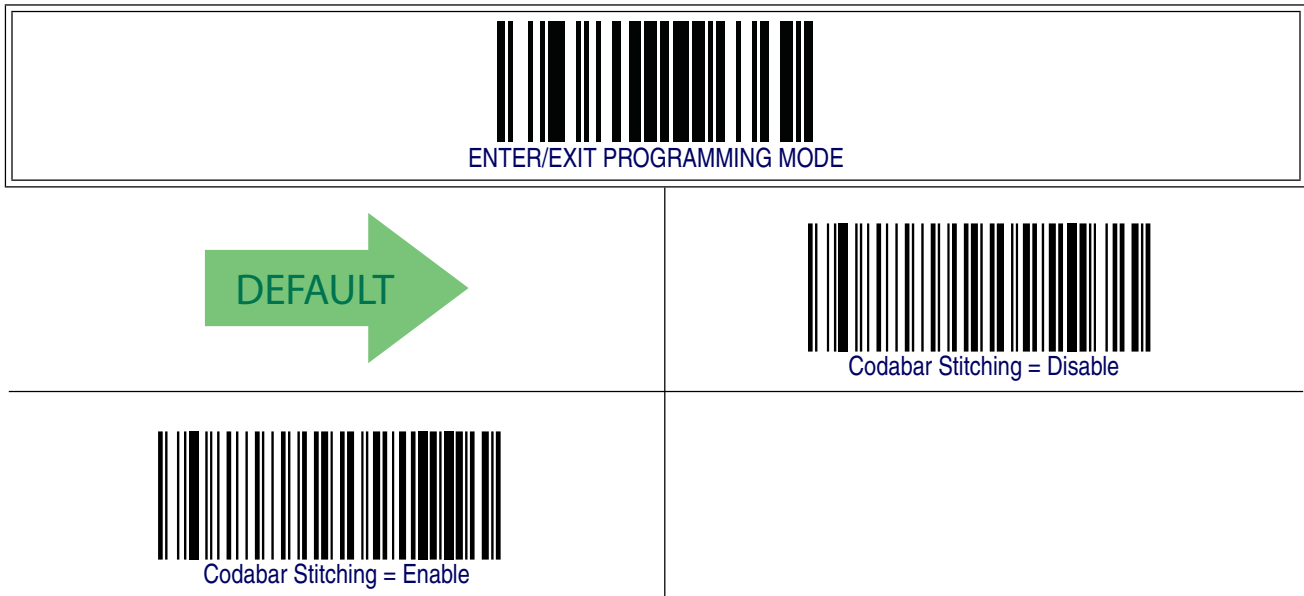 ENTER/EXIT PROGRAMMING MODE
DEFAULT
Codabar Stitching = Disable
Codabar Stitching = Enable